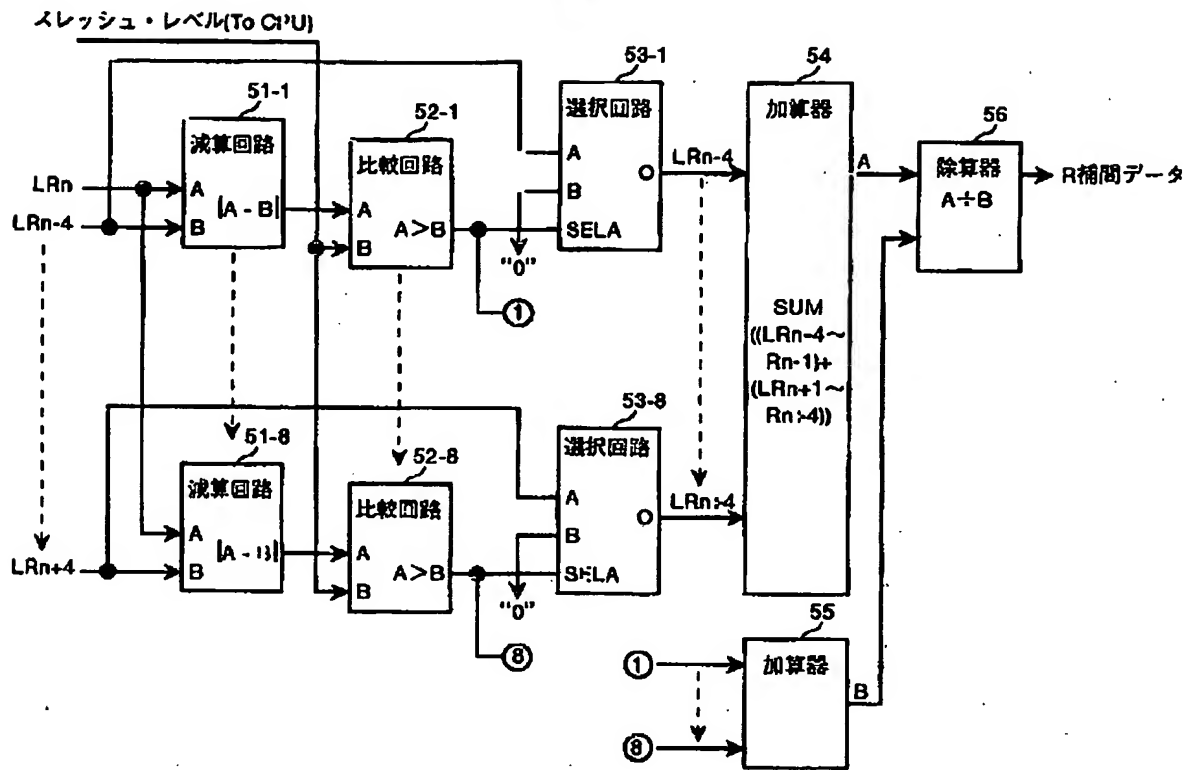 スレッシュ・レベル(To CPU)
51-1
減算回路
LRn
A
|A - B|
LRn-4
B
52-1
比較回路
A
A>B
B
①
53-1
選択回路
A
O
B
SELA
"0"
LRn-4
54
加算器
A
SUM
((LRn-4~
Rn-1)+
(LRn+1~
Rn+4))
56
除算器
A÷B
R補間データ
51-8
減算回路
A
|A - B|
LRn+4
B
52-8
比較回路
A
A>B
B
⑧
53-8
選択回路
A
O
B
SELA
"0"
LRn+4
55
①
加算器
B
⑧